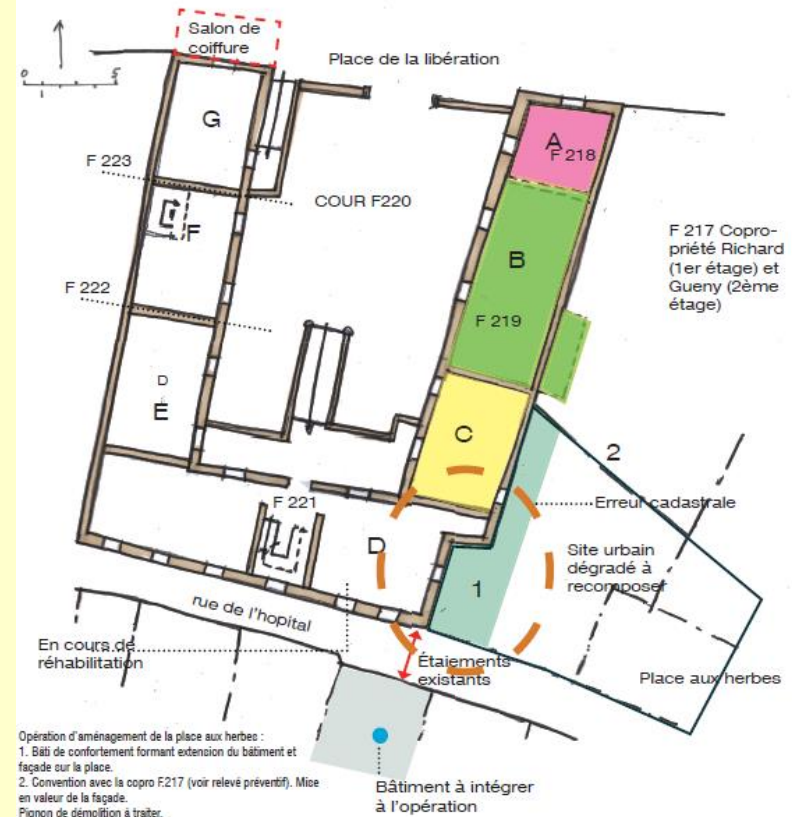 Salon de
coiffure
Place de la libération
0
1
5
G
A
F 218
F 223
COUR F220
F
B
F 217 Copro-
priété Richard
(1er étage) et
Gueny (2ème
étage)
F 222
F 219
D
E
C
2
Erreur cadastrale
F 221
D
Site urbain
dégradé à
recomposer
1
rue de l'hopital
En cours de
réhabilitation
Étaiements
existants
Place aux herbes
Opération d'aménagement de la place aux herbes :
1. Bâti de confortement formant extension du bâtiment et
façade sur la place.
2. Convention avec la copro F.217 (voir relevé préventif). Mise
en valeur de la façade.
Pignon de démolition à traiter.
Bâtiment à intégrer
à l'opération